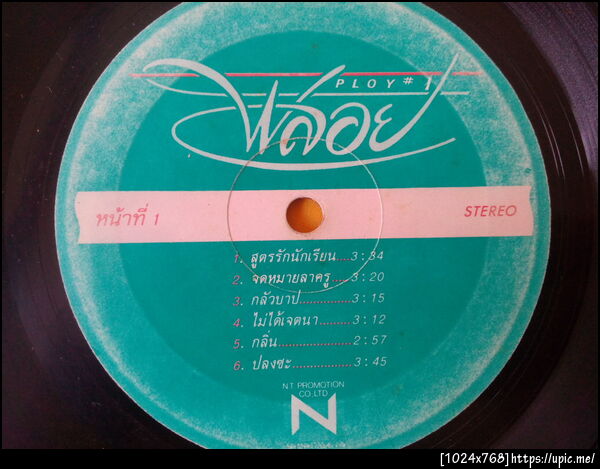 PLOY #1
พลอย
หน้าที่ 1
STEREO
1. สูตรรักนักเรียน....3:34
2. จดหมายลาครู.....3:20
3. กลัวบาป............3:15
4. ไม่ได้เจตนา........3:12
5. กลิ่น..................2:57
6. ปลงซะ...............3:45
N.T PROMOTION
CO.,LTD
N
[1024x768]https://upic.me/